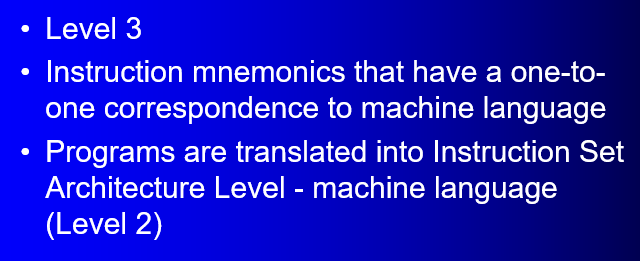 • Level 3
• Instruction mnemonics that have a one-to-
one correspondence to machine language
• Programs are translated into Instruction Set
Architecture Level - machine language
(Level 2)